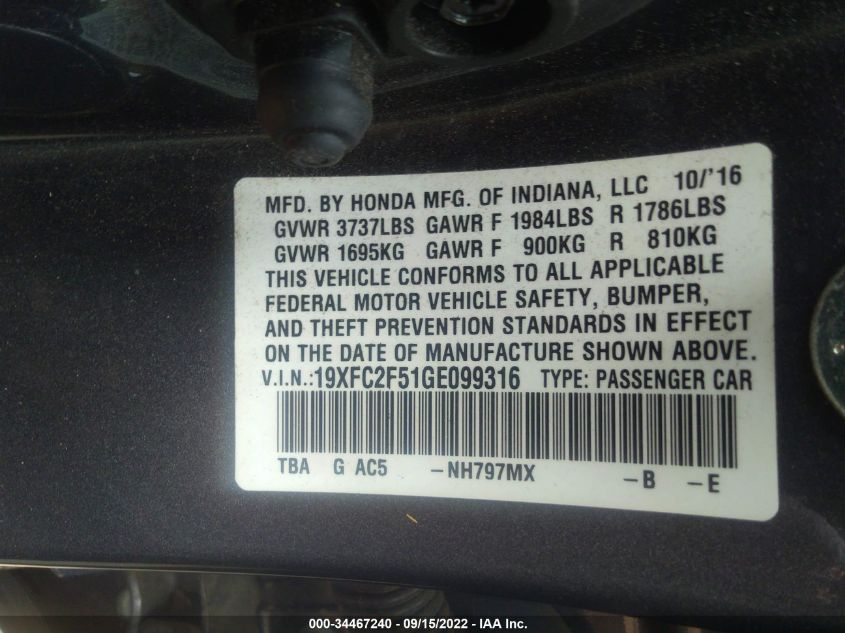 MFD. BY HONDA MFG. OF INDIANA, LLC 10/'16
GVWR 3737LBS GAWR F 1984LBS R 1786LBS
GVWR 1695KG GAWR F 900KG R 810KG
THIS VEHICLE CONFORMS TO ALL APPLICABLE
FEDERAL MOTOR VEHICLE SAFETY, BUMPER,
AND THEFT PREVENTION STANDARDS IN EFFECT
ON THE DATE OF MANUFACTURE SHOWN ABOVE.
V.I.N.:19XFC2F51GE099316 TYPE: PASSENGER CAR
TBA G AC5 –NH797MX –B –E
000-34467240 - 09/15/2022 - IAA Inc.